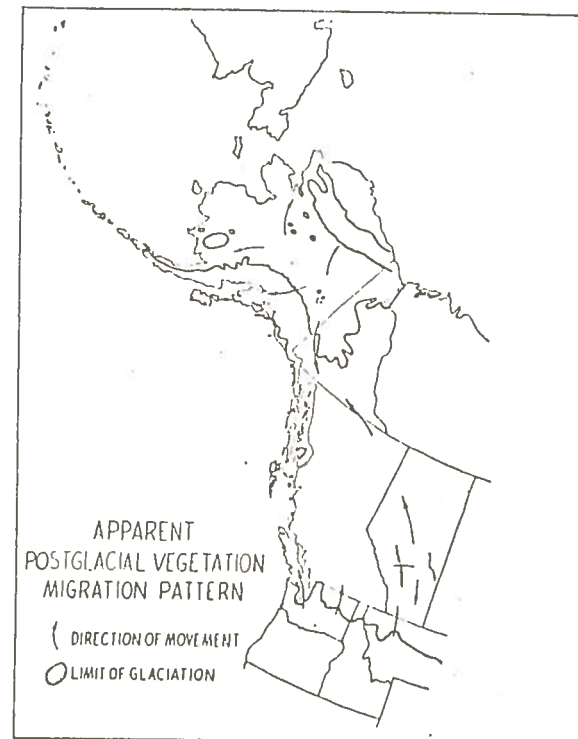 APPARENT
POSTGLACIAL VEGETATION
MIGRATION PATTERN
DIRECTION OF MOVEMENT
LIMIT OF GLACIATION